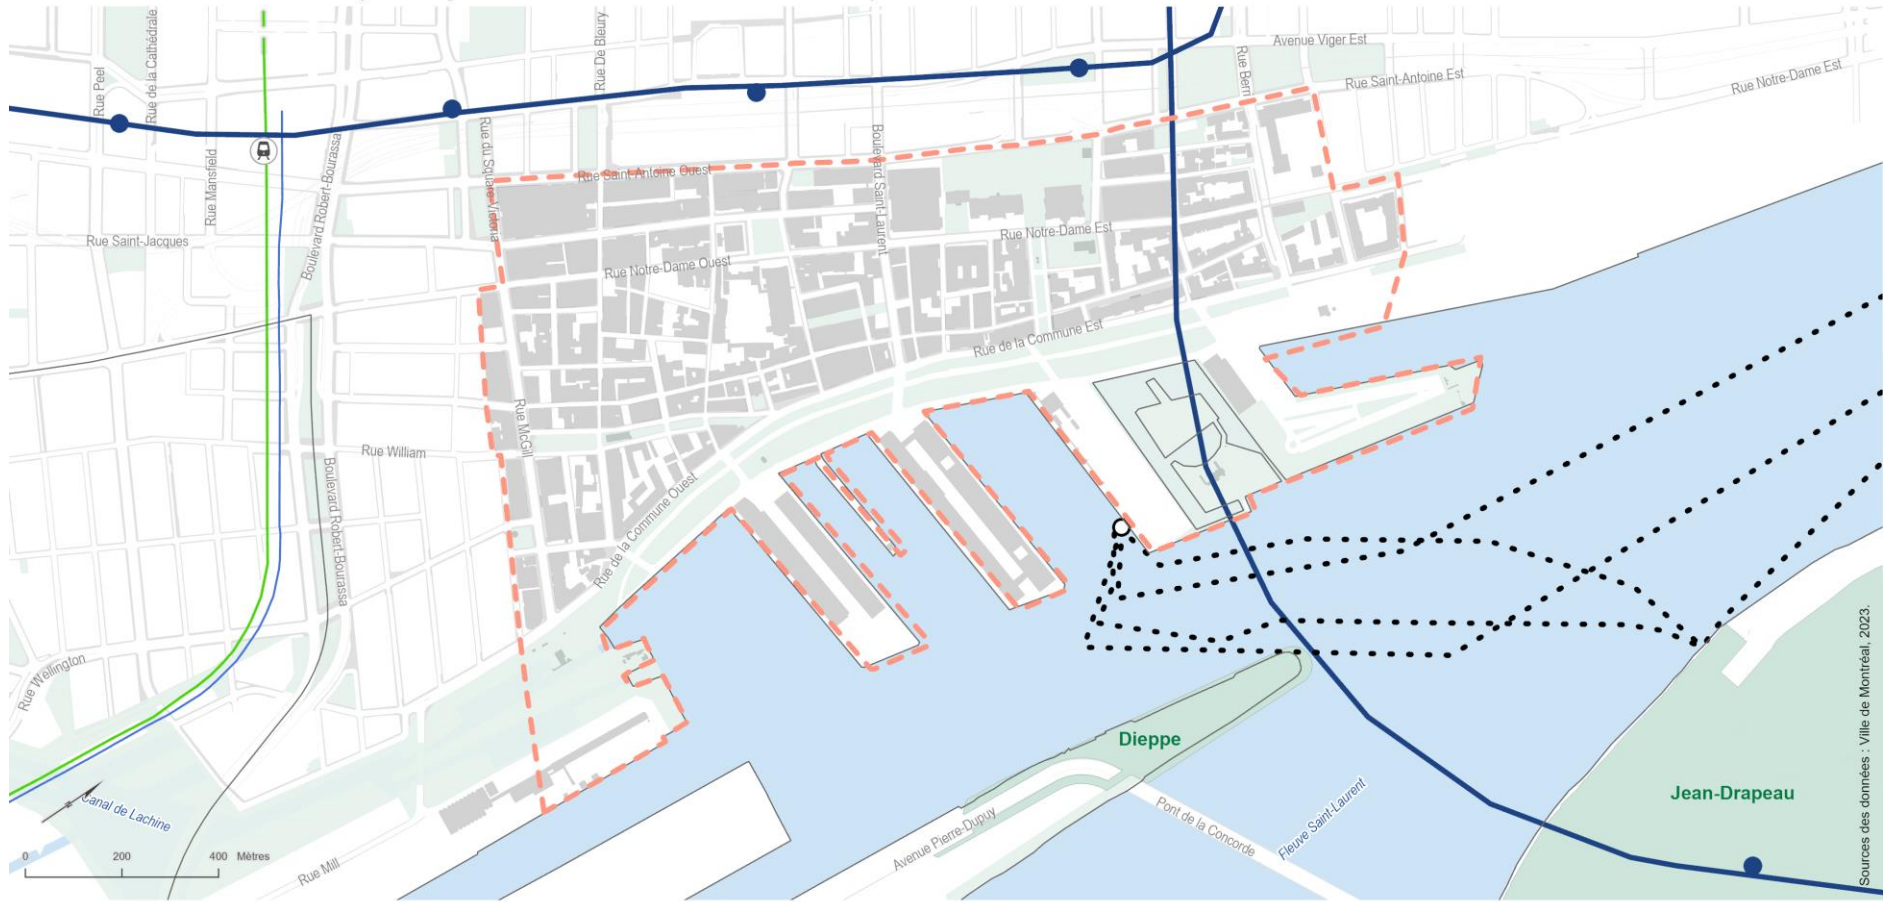 Rue Peel
Rue de la Cathédrale
Rue De Bleury
Rue Berri
Avenue Viger Est
Rue Saint-Antoine Est
Rue Notre-Dame Est
Rue Mansfield
Boulevard Robert-Bourassa
Rue du Square-Victoria
Rue Saint-Antoine Ouest
Boulevard Saint-Laurent
Rue Saint-Jacques
Rue Notre-Dame Ouest
Rue Notre-Dame Est
Rue de la Commune Est
Rue McGill
Rue William
Boulevard Robert-Bourassa
Rue de la Commune Ouest
Rue Wellington
Dieppe
Jean-Drapeau
Canal de Lachine
Avenue Pierre-Dupuy
Pont de la Concorde
Fleuve Saint-Laurent
0 200 400 Mètres
Rue Mill
Sources des données : Ville de Montréal, 2023.